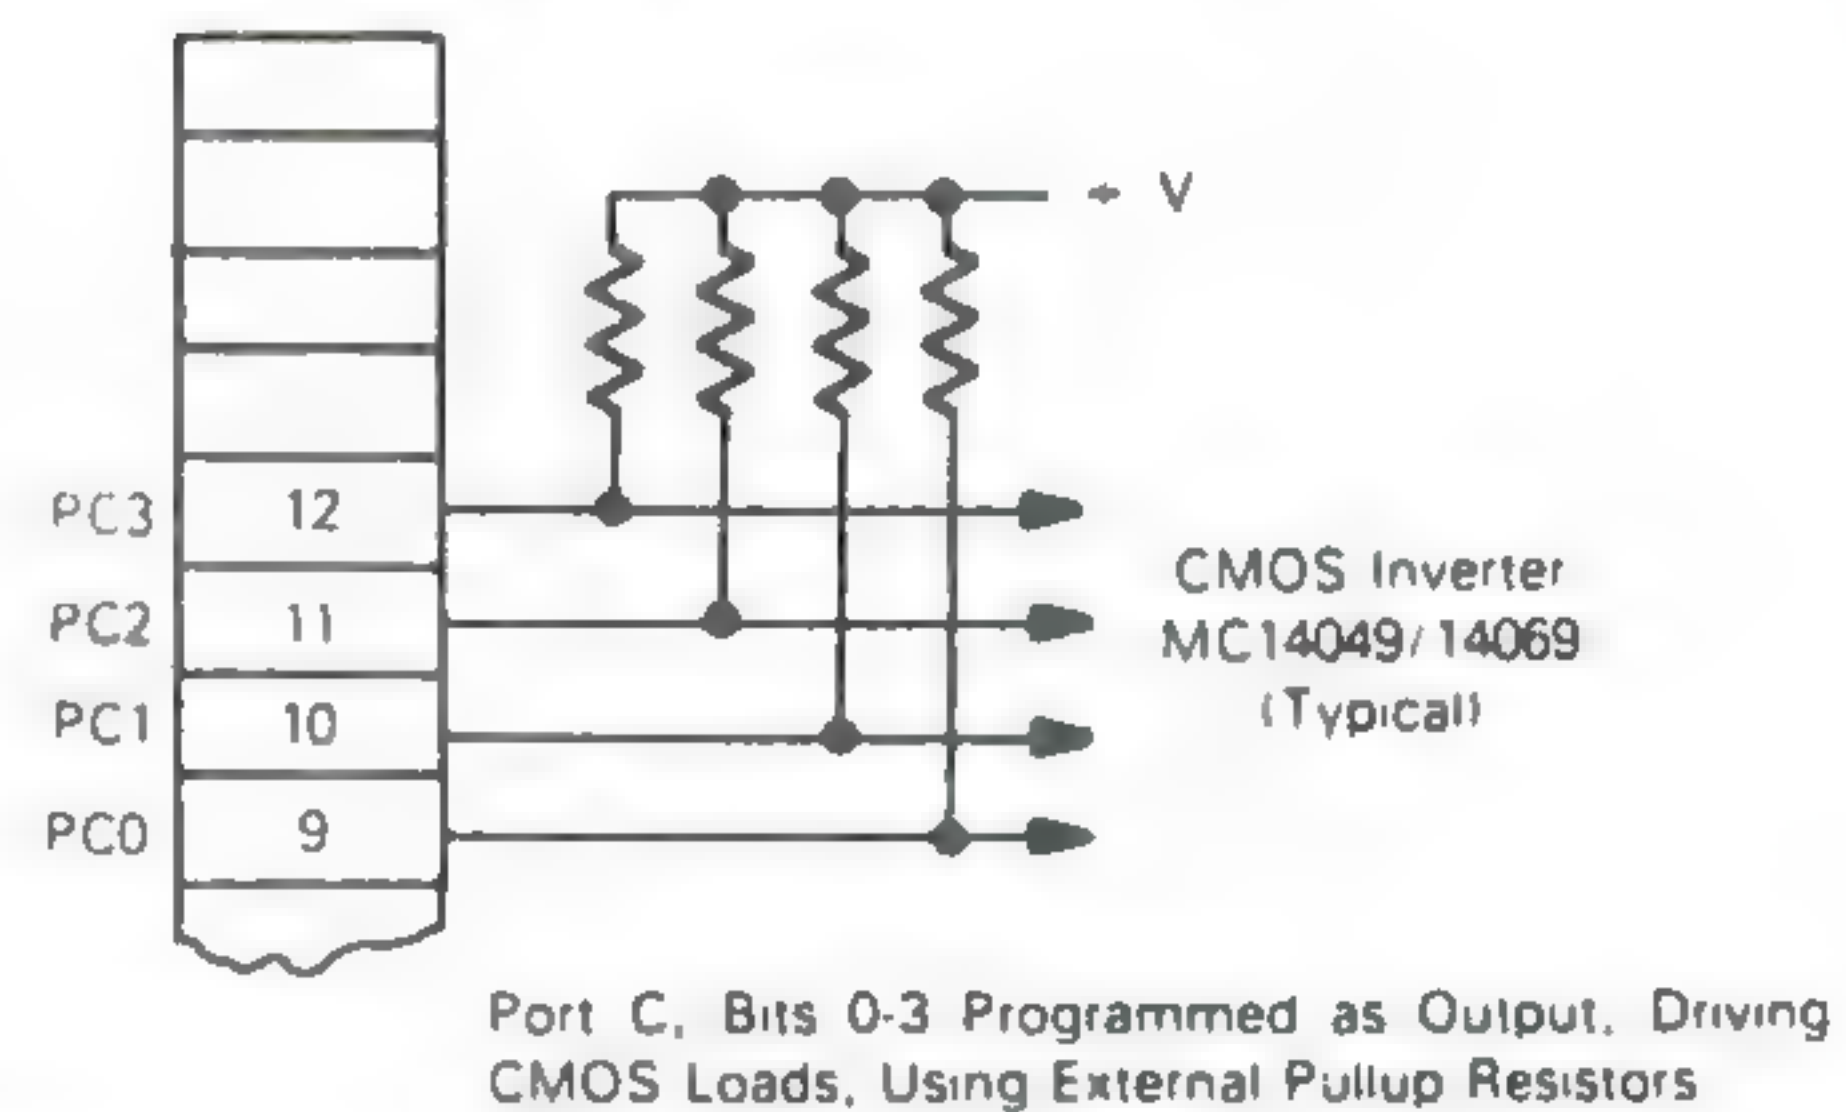 + V
PC3 12
PC2 11
PC1 10
PC0 9
CMOS Inverter
MC14049/14069
(Typical)
Port C, Bits 0-3 Programmed as Output, Driving
CMOS Loads, Using External Pullup Resistors